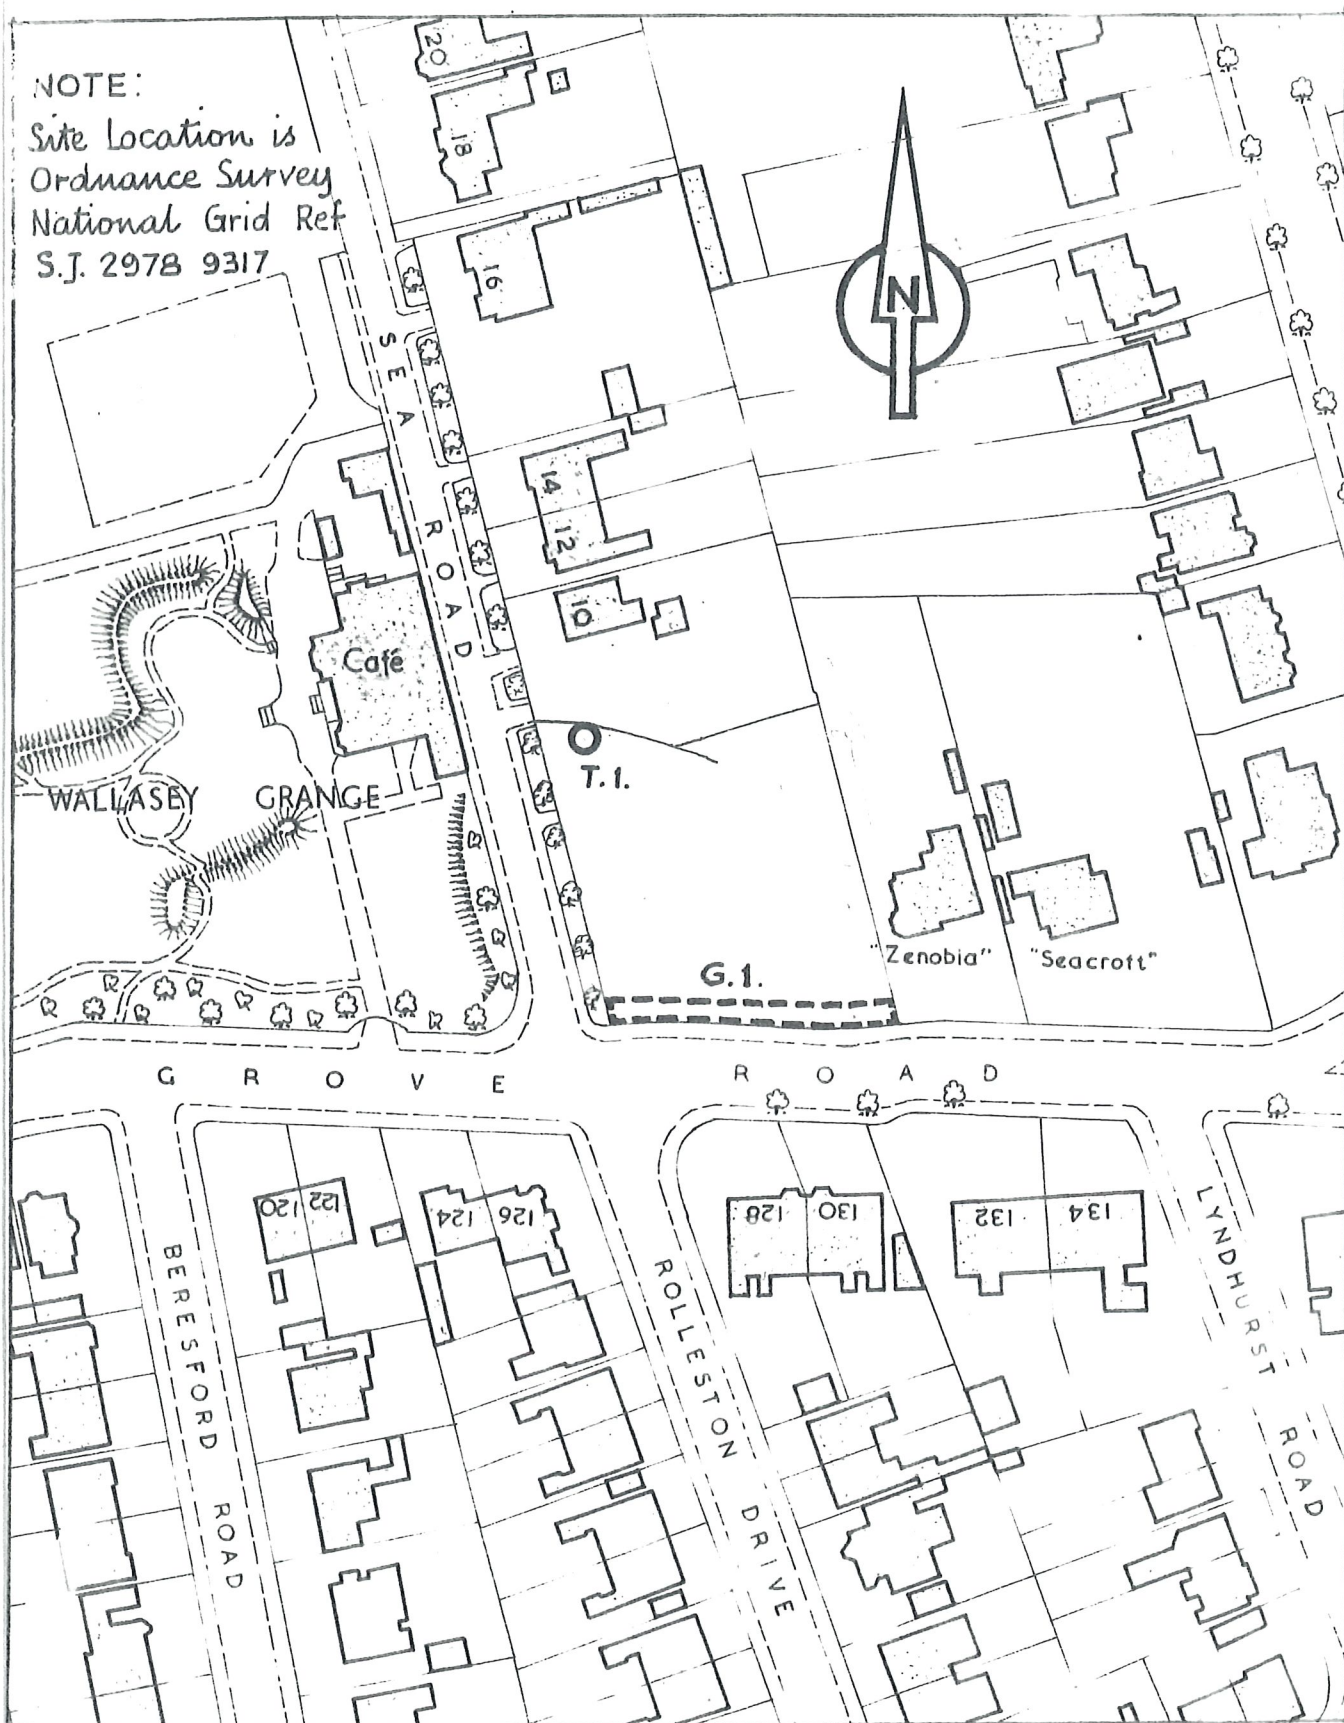 NOTE:
Site Location is
Ordnance Survey
National Grid Ref
S.J. 2978 9317
20
18
16
N
SEA ROAD
14
12
10
Café
T.1.
WALLASEY GRANGE
"Zenobia"
"Seacroft"
G.1.
GROVE ROAD
120
122
124
126
128
130
132
134
BERESFORD ROAD
ROLLESTON DRIVE
LYNDHURST ROAD